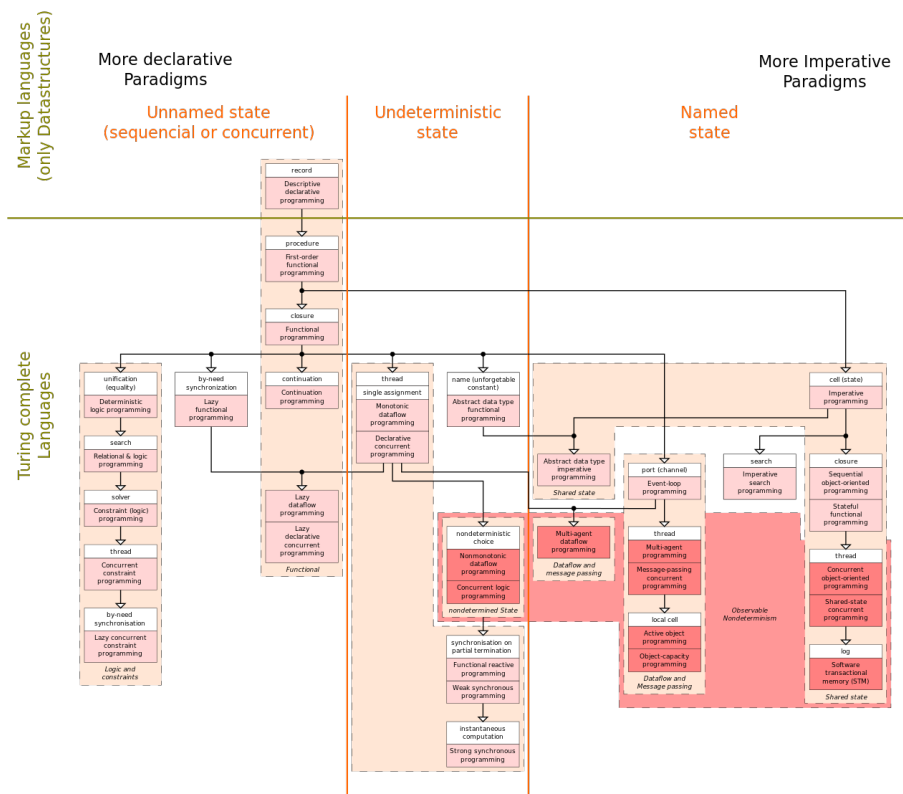 Markup languages
(only Datastructures)
More declarative
Paradigms
More Imperative
Paradigms
Unnamed state
(sequencial or concurrent)
Undeterministic
state
Named
state
record
Descriptive
declarative
programming
procedure
First-order
functional
programming
closure
Functional
programming
Turing complete
Languages
unification
(equality)
Deterministic
logic programming
search
Relational & logic
programming
solver
Constraint (logic)
programming
thread
Concurrent
constraint
programming
by-need
synchronisation
Lazy concurrent
constraint
programming
Logic and
constraints
by-need
synchronization
Lazy
functional
programming
continuation
Continuation
programming
Lazy
dataflow
programming
Lazy
declarative
concurrent
programming
Functional
thread
single assignment
Monotonic
dataflow
programming
Declarative
concurrent
programming
name (unforgetable
constant)
Abstract data type
functional
programming
nondeterministic
choice
Nonmonotonic
dataflow
programming
Concurrent logic
programming
nondetermined State
synchronisation on
partial termination
Functional reactive
programming
Weak synchronous
programming
instantaneous
computation
Strong synchronous
programming
Abstract data type
imperative
programming
Shared state
Multi-agent
dataflow
programming
Dataflow and
message passing
port (channel)
Event-loop
programming
thread
Multi-agent
programming
Message-passing
concurrent
programming
local cell
Active object
programming
Object-capacity
programming
Dataflow and
Message passing
search
Imperative
search
programming
Observable
Nondeterminism
cell (state)
Imperative
programming
closure
Sequential
object-oriented
programming
Stateful
functional
programming
thread
Concurrent
object-oriented
programming
Shared-state
concurrent
programming
log
Software
transactional
memory (STM)
Shared state